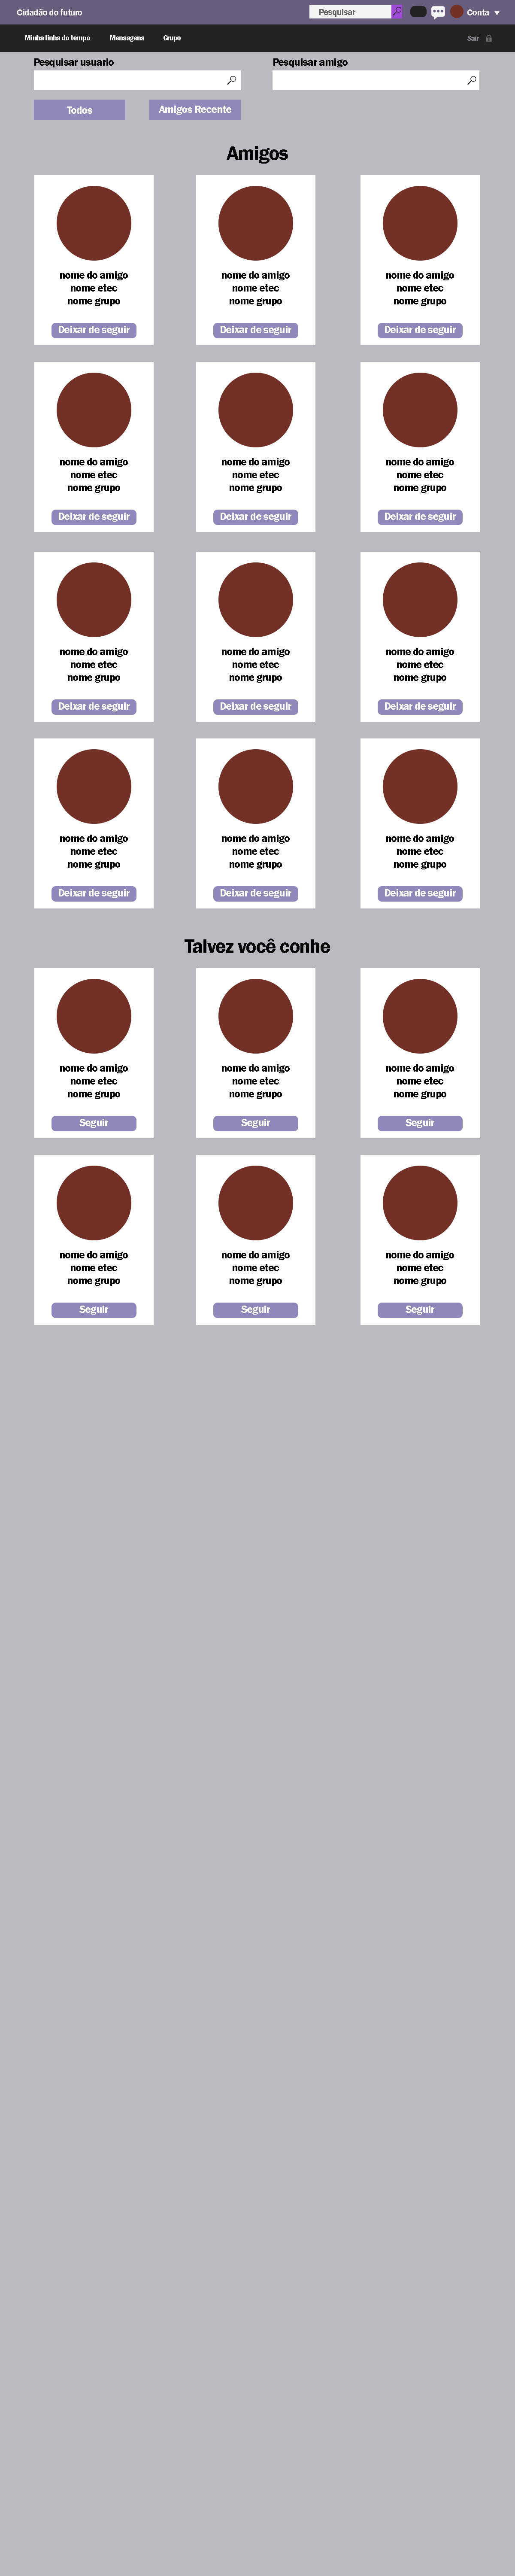 Cidadão do futuro
Pesquisar
Conta
Minha linha do tempo
Mensagens
Grupo
Sair
Pesquisar usuario
Pesquisar amigo
Todos
Amigos Recente
Amigos
nome do amigo
nome etec
nome grupo
Deixar de seguir
nome do amigo
nome etec
nome grupo
Deixar de seguir
nome do amigo
nome etec
nome grupo
Deixar de seguir
nome do amigo
nome etec
nome grupo
Deixar de seguir
nome do amigo
nome etec
nome grupo
Deixar de seguir
nome do amigo
nome etec
nome grupo
Deixar de seguir
nome do amigo
nome etec
nome grupo
Deixar de seguir
nome do amigo
nome etec
nome grupo
Deixar de seguir
nome do amigo
nome etec
nome grupo
Deixar de seguir
nome do amigo
nome etec
nome grupo
Deixar de seguir
nome do amigo
nome etec
nome grupo
Deixar de seguir
nome do amigo
nome etec
nome grupo
Deixar de seguir
Talvez você conhe
nome do amigo
nome etec
nome grupo
Seguir
nome do amigo
nome etec
nome grupo
Seguir
nome do amigo
nome etec
nome grupo
Seguir
nome do amigo
nome etec
nome grupo
Seguir
nome do amigo
nome etec
nome grupo
Seguir
nome do amigo
nome etec
nome grupo
Seguir